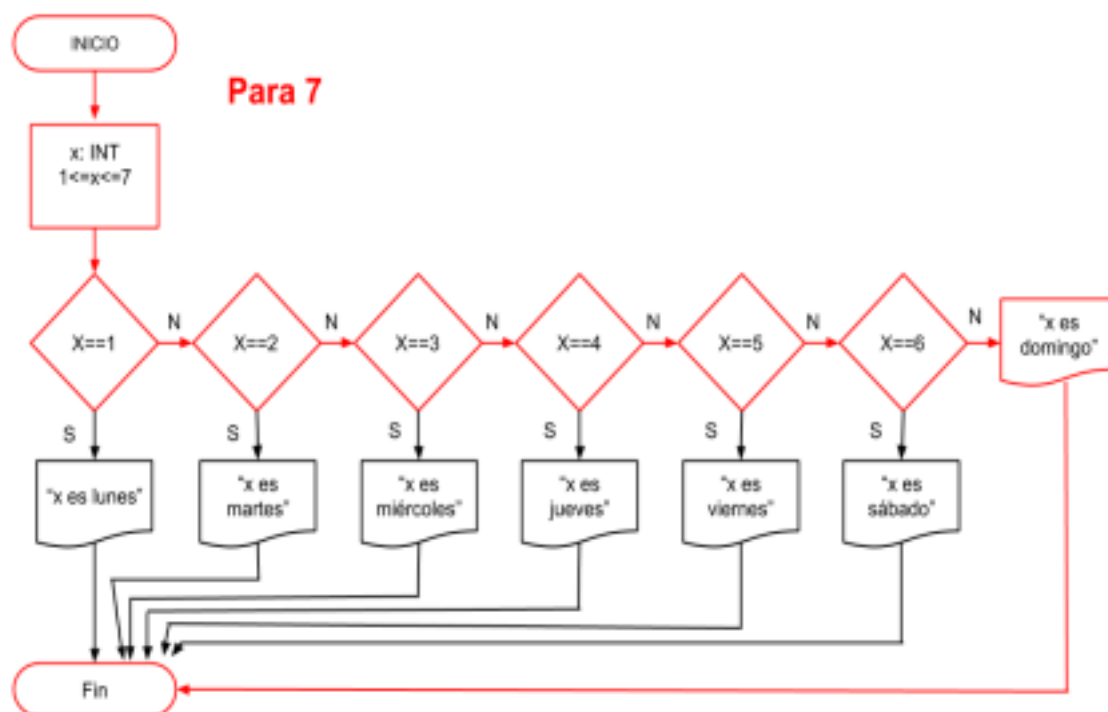 INICIO
Para 7
x: INT
1<=x<=7
X==1
N
X==2
N
X==3
N
X==4
N
X==5
N
X==6
N
"x es
domingo"
S
S
S
S
S
S
"x es lunes"
"x es
martes"
"x es
miércoles"
"x es
jueves"
"x es
viernes"
"x es
sábado"
Fin